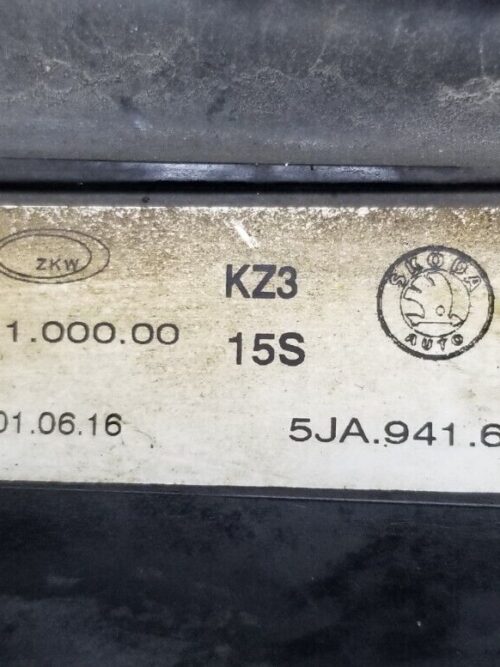 ZKW
KZ3
SKODA
AUTO
1.000.00
15S
01.06.16
5JA.941.6